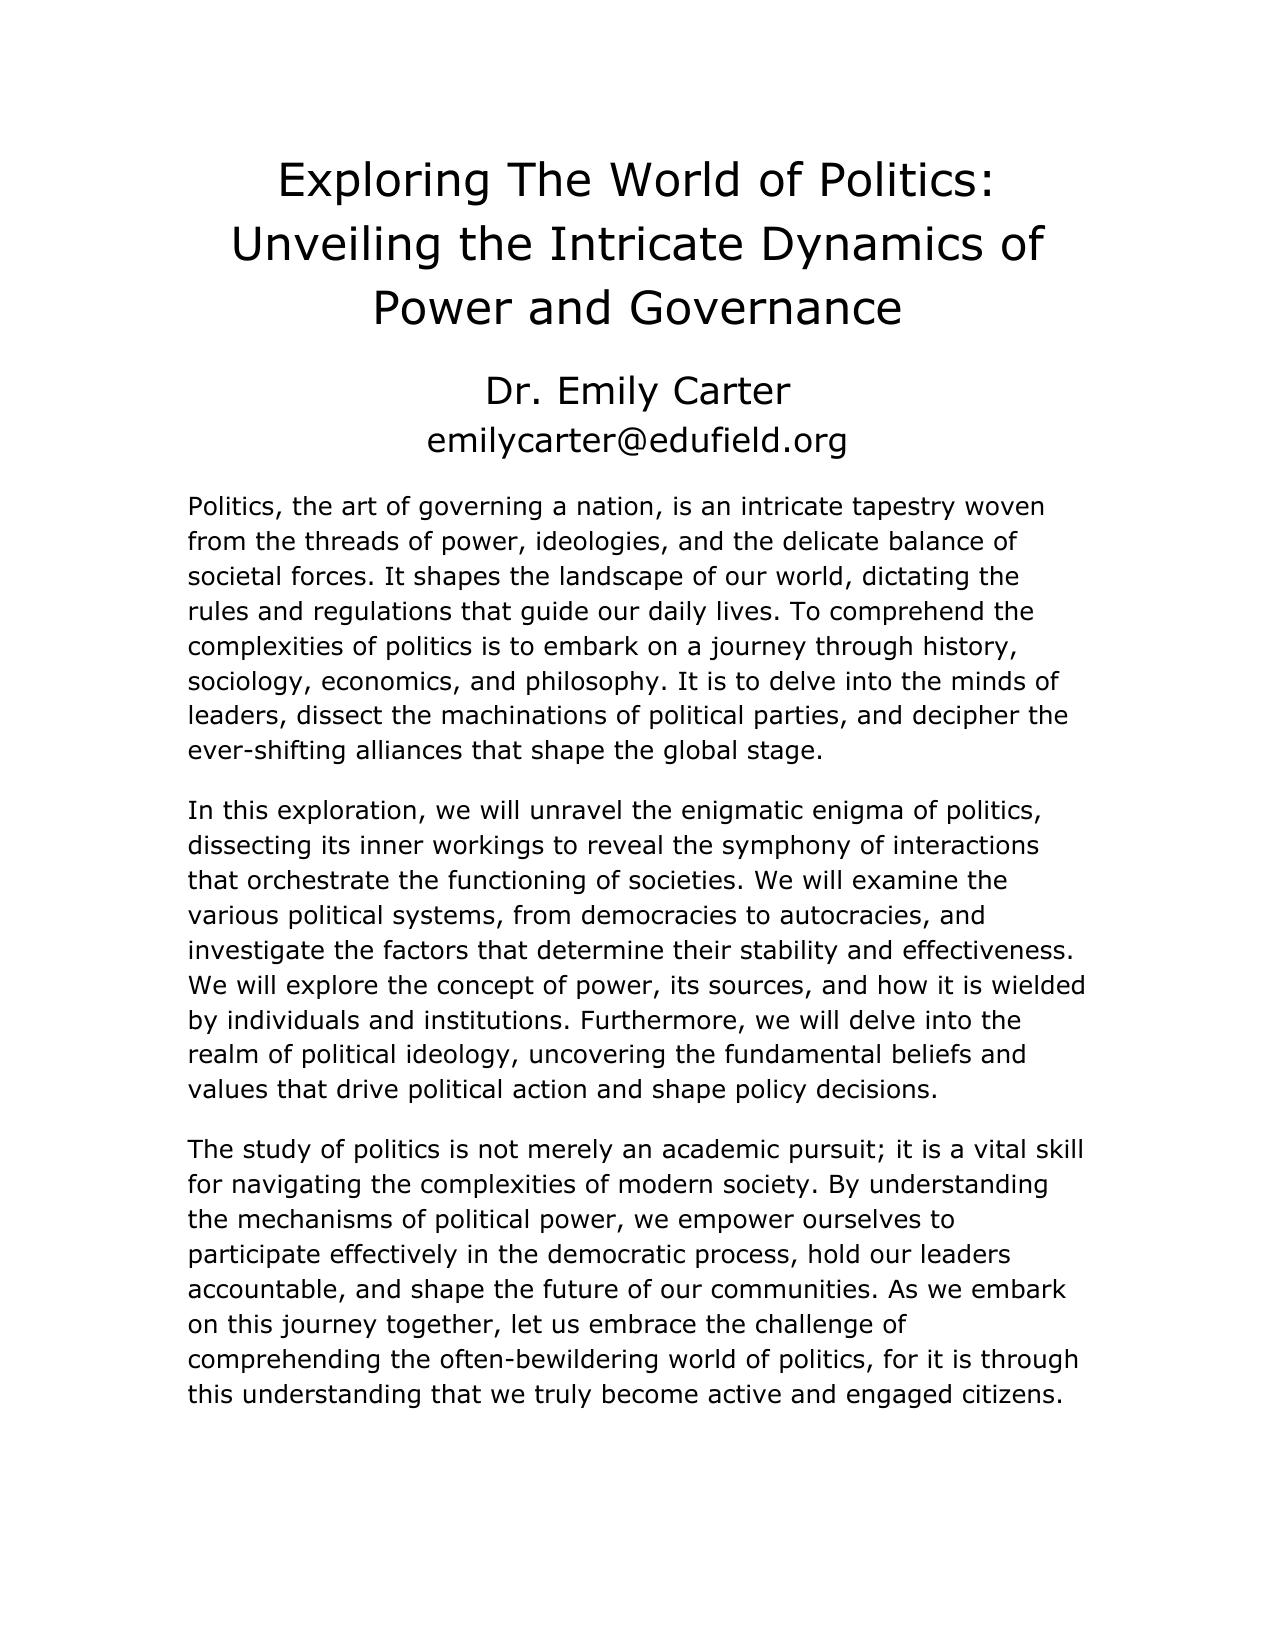 Exploring The World of Politics:
Unveiling the Intricate Dynamics of
Power and Governance
Dr. Emily Carter
emilycarter@edufield.org
Politics, the art of governing a nation, is an intricate tapestry woven
from the threads of power, ideologies, and the delicate balance of
societal forces. It shapes the landscape of our world, dictating the
rules and regulations that guide our daily lives. To comprehend the
complexities of politics is to embark on a journey through history,
sociology, economics, and philosophy. It is to delve into the minds of
leaders, dissect the machinations of political parties, and decipher the
ever-shifting alliances that shape the global stage.
In this exploration, we will unravel the enigmatic enigma of politics,
dissecting its inner workings to reveal the symphony of interactions
that orchestrate the functioning of societies. We will examine the
various political systems, from democracies to autocracies, and
investigate the factors that determine their stability and effectiveness.
We will explore the concept of power, its sources, and how it is wielded
by individuals and institutions. Furthermore, we will delve into the
realm of political ideology, uncovering the fundamental beliefs and
values that drive political action and shape policy decisions.
The study of politics is not merely an academic pursuit; it is a vital skill
for navigating the complexities of modern society. By understanding
the mechanisms of political power, we empower ourselves to
participate effectively in the democratic process, hold our leaders
accountable, and shape the future of our communities. As we embark
on this journey together, let us embrace the challenge of
comprehending the often-bewildering world of politics, for it is through
this understanding that we truly become active and engaged citizens.